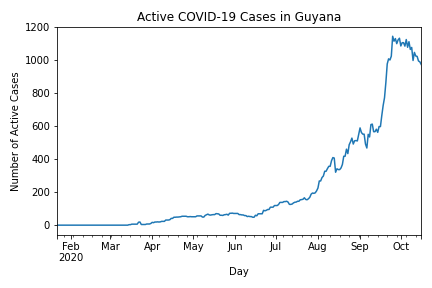 Active COVID-19 Cases in Guyana
1200
1000
800
600
400
200
0
Number of Active Cases
Feb Mar Apr May Jun Jul Aug Sep Oct
2020
Day